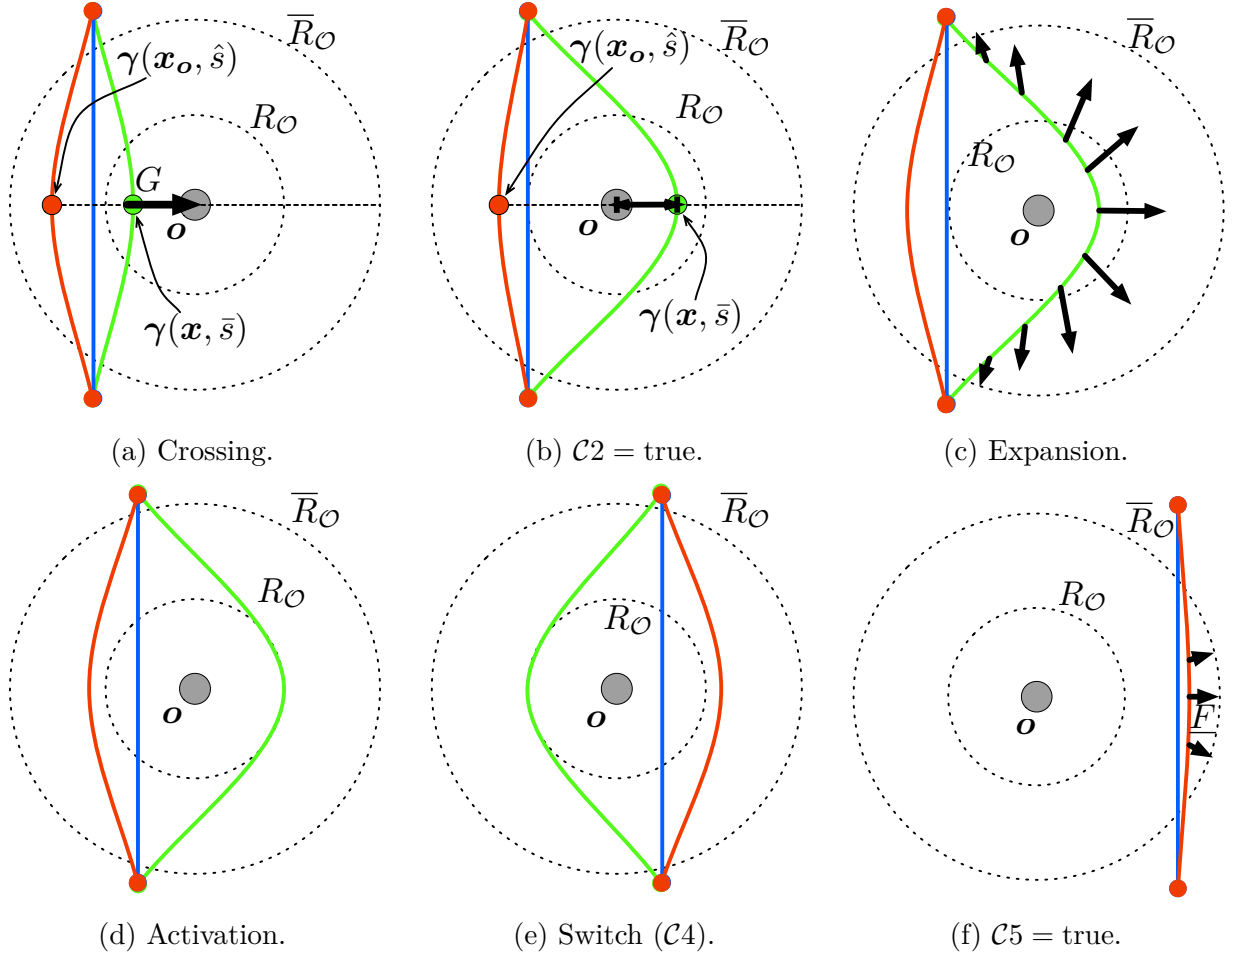 R̅𝒪
γ(x_o, ŝ)
R𝒪
G
o
γ(x, s̄)
(a) Crossing.
R̅𝒪
γ(x_o, ŝ)
R𝒪
o
γ(x, s̄)
(b) 𝒞2 = true.
R̅𝒪
R𝒪
o
(c) Expansion.
R̅𝒪
R𝒪
o
(d) Activation.
R̅𝒪
R𝒪
o
(e) Switch (𝒞4).
R̅𝒪
R𝒪
o
F̲
(f) 𝒞5 = true.